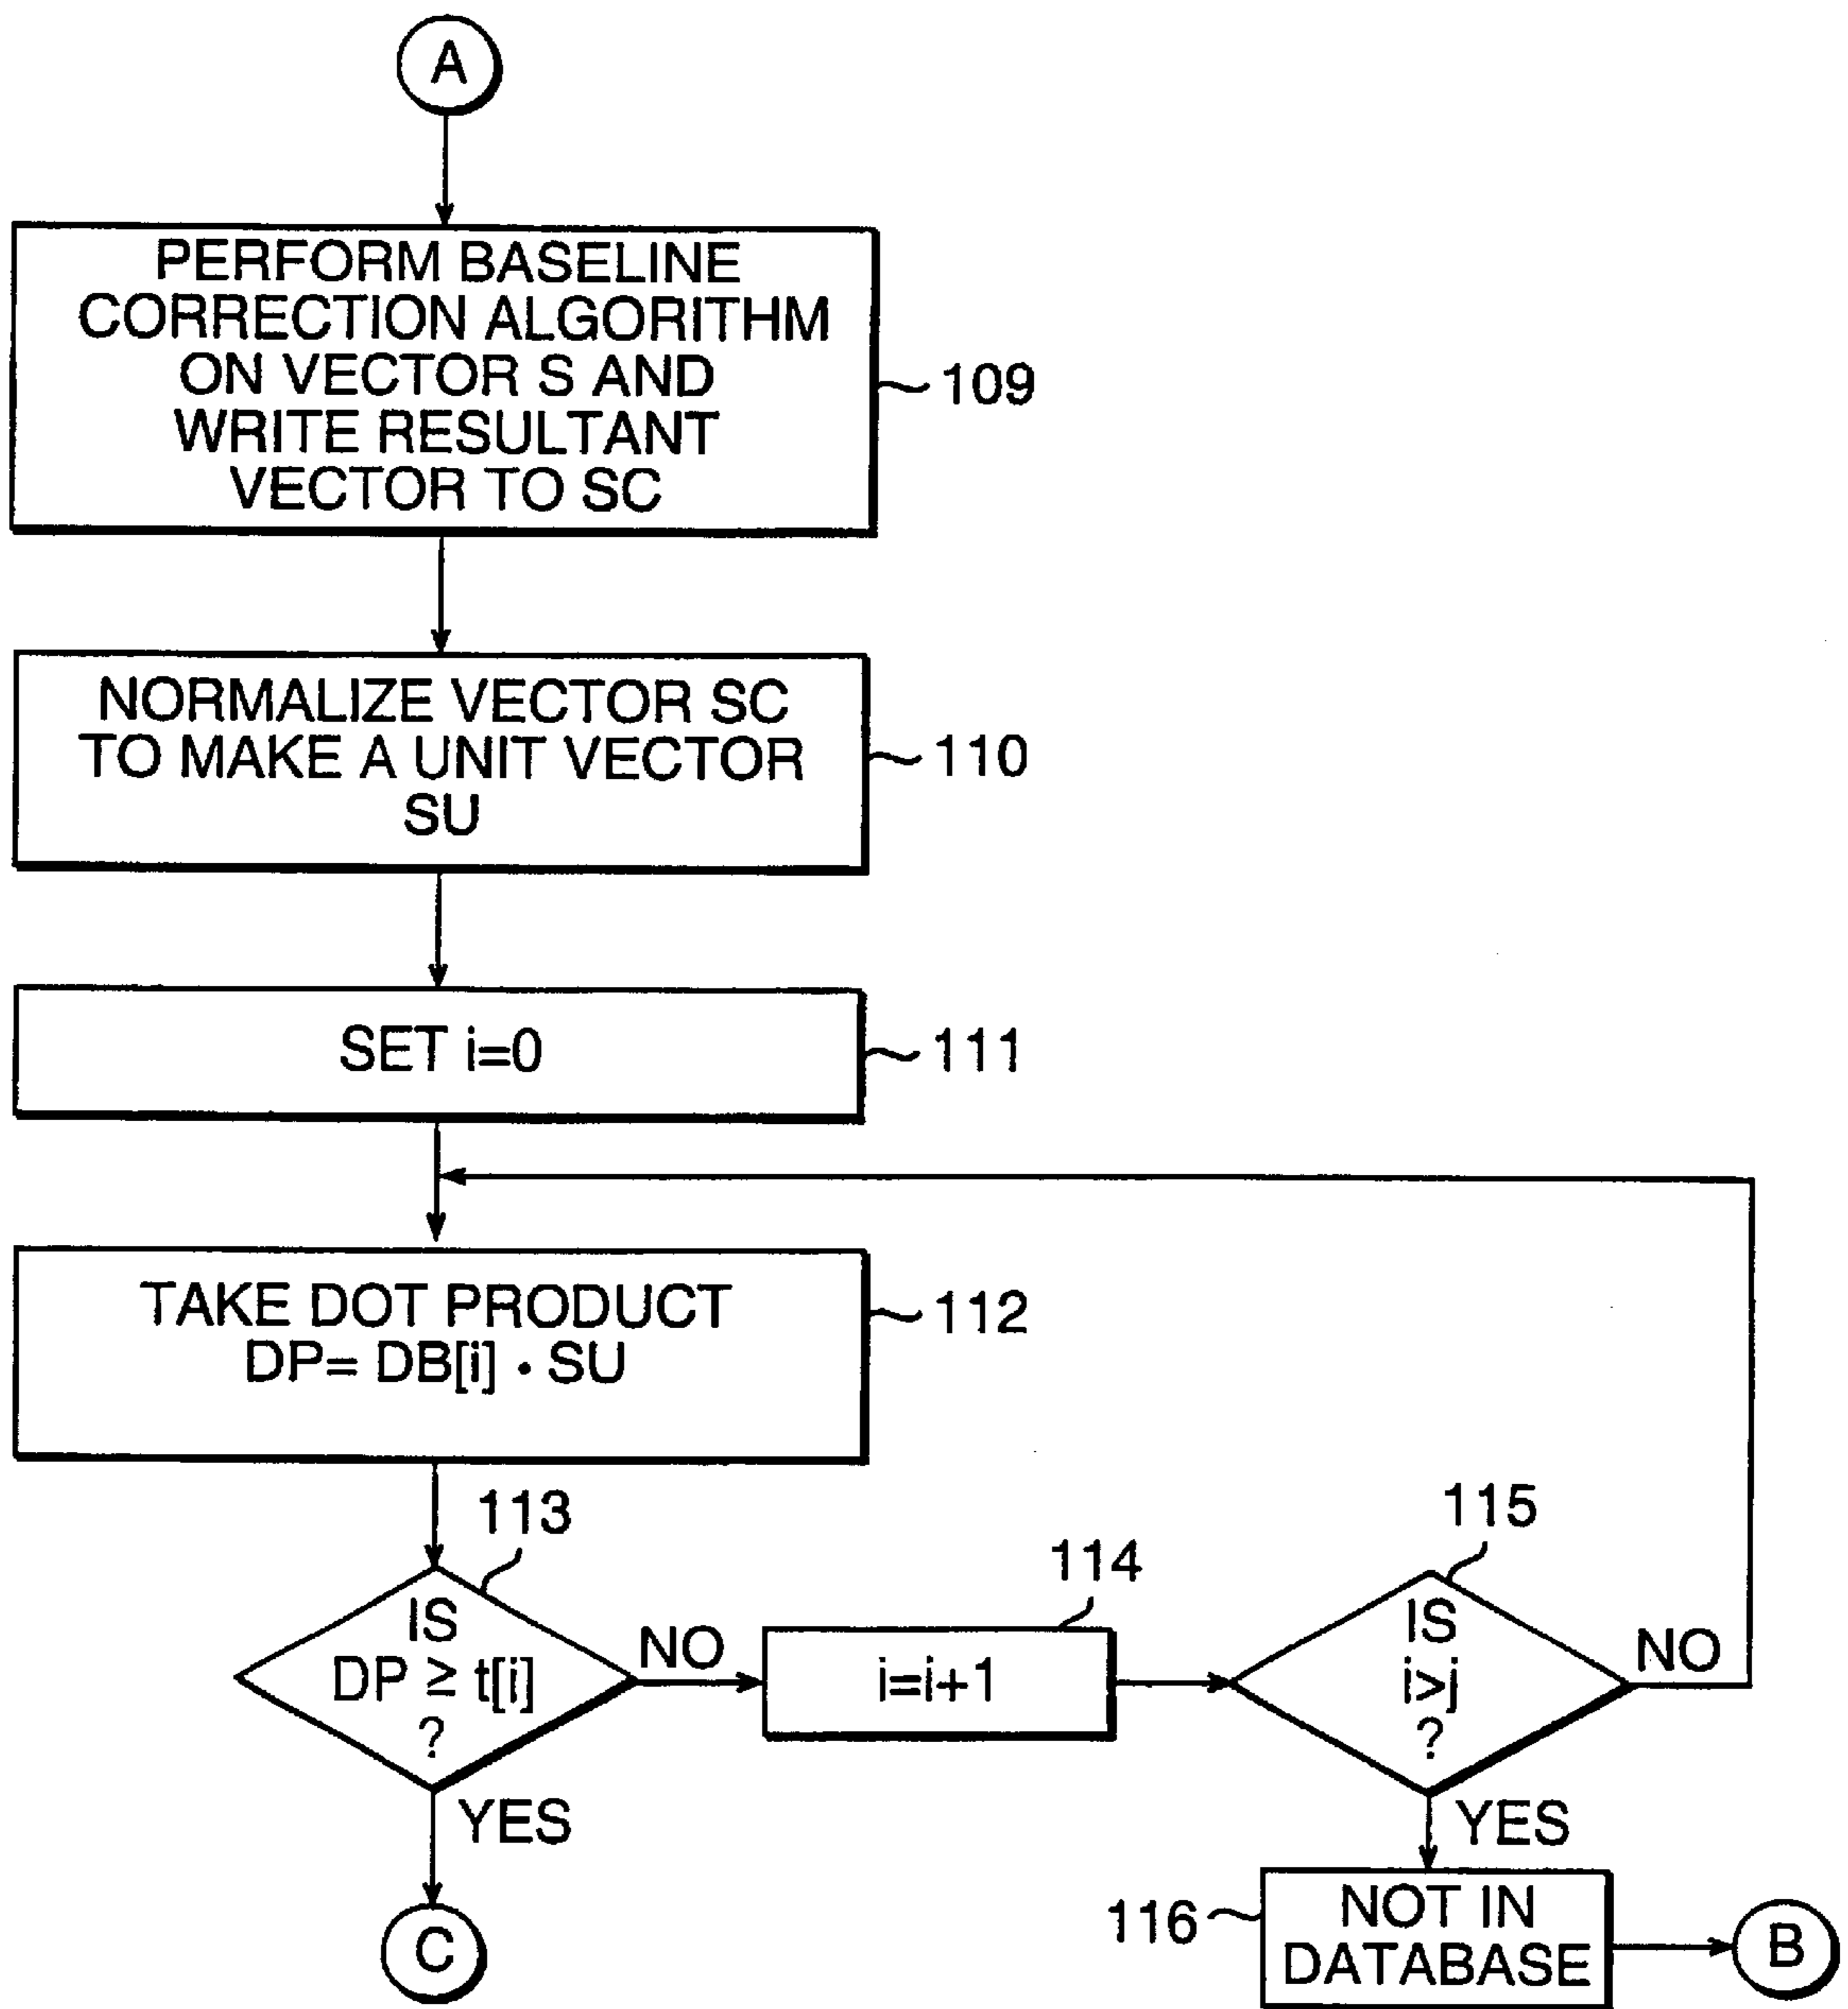 A
PERFORM BASELINE
CORRECTION ALGORITHM
ON VECTOR S AND
WRITE RESULTANT
VECTOR TO SC
109
NORMALIZE VECTOR SC
TO MAKE A UNIT VECTOR
SU
110
SET i=0
111
TAKE DOT PRODUCT
DP= DB[i] • SU
112
113
IS
DP ≥ t[i]
?
NO
YES
C
114
i=i+1
115
IS
i>j
?
NO
YES
116
NOT IN
DATABASE
B